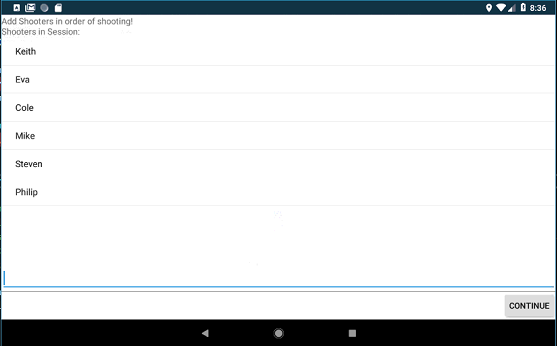 8:36
Add Shooters in order of shooting!
Shooters in Session:
Keith
Eva
Cole
Mike
Steven
Philip
CONTINUE